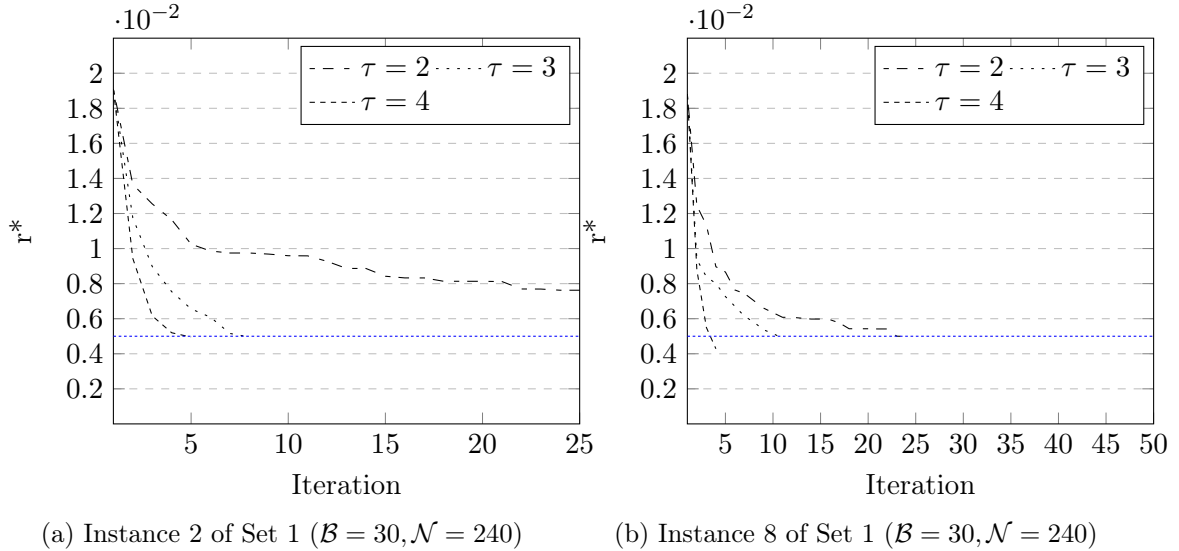 ·10−2
2
1.8
1.6
1.4
1.2
1
0.8
0.6
0.4
0.2
r*
τ = 2 τ = 3
τ = 4
5 10 15 20 25
Iteration
(a) Instance 2 of Set 1 (ℬ = 30, 𝒩 = 240)
·10−2
2
1.8
1.6
1.4
1.2
1
0.8
0.6
0.4
0.2
r*
τ = 2 τ = 3
τ = 4
5 10 15 20 25 30 35 40 45 50
Iteration
(b) Instance 8 of Set 1 (ℬ = 30, 𝒩 = 240)